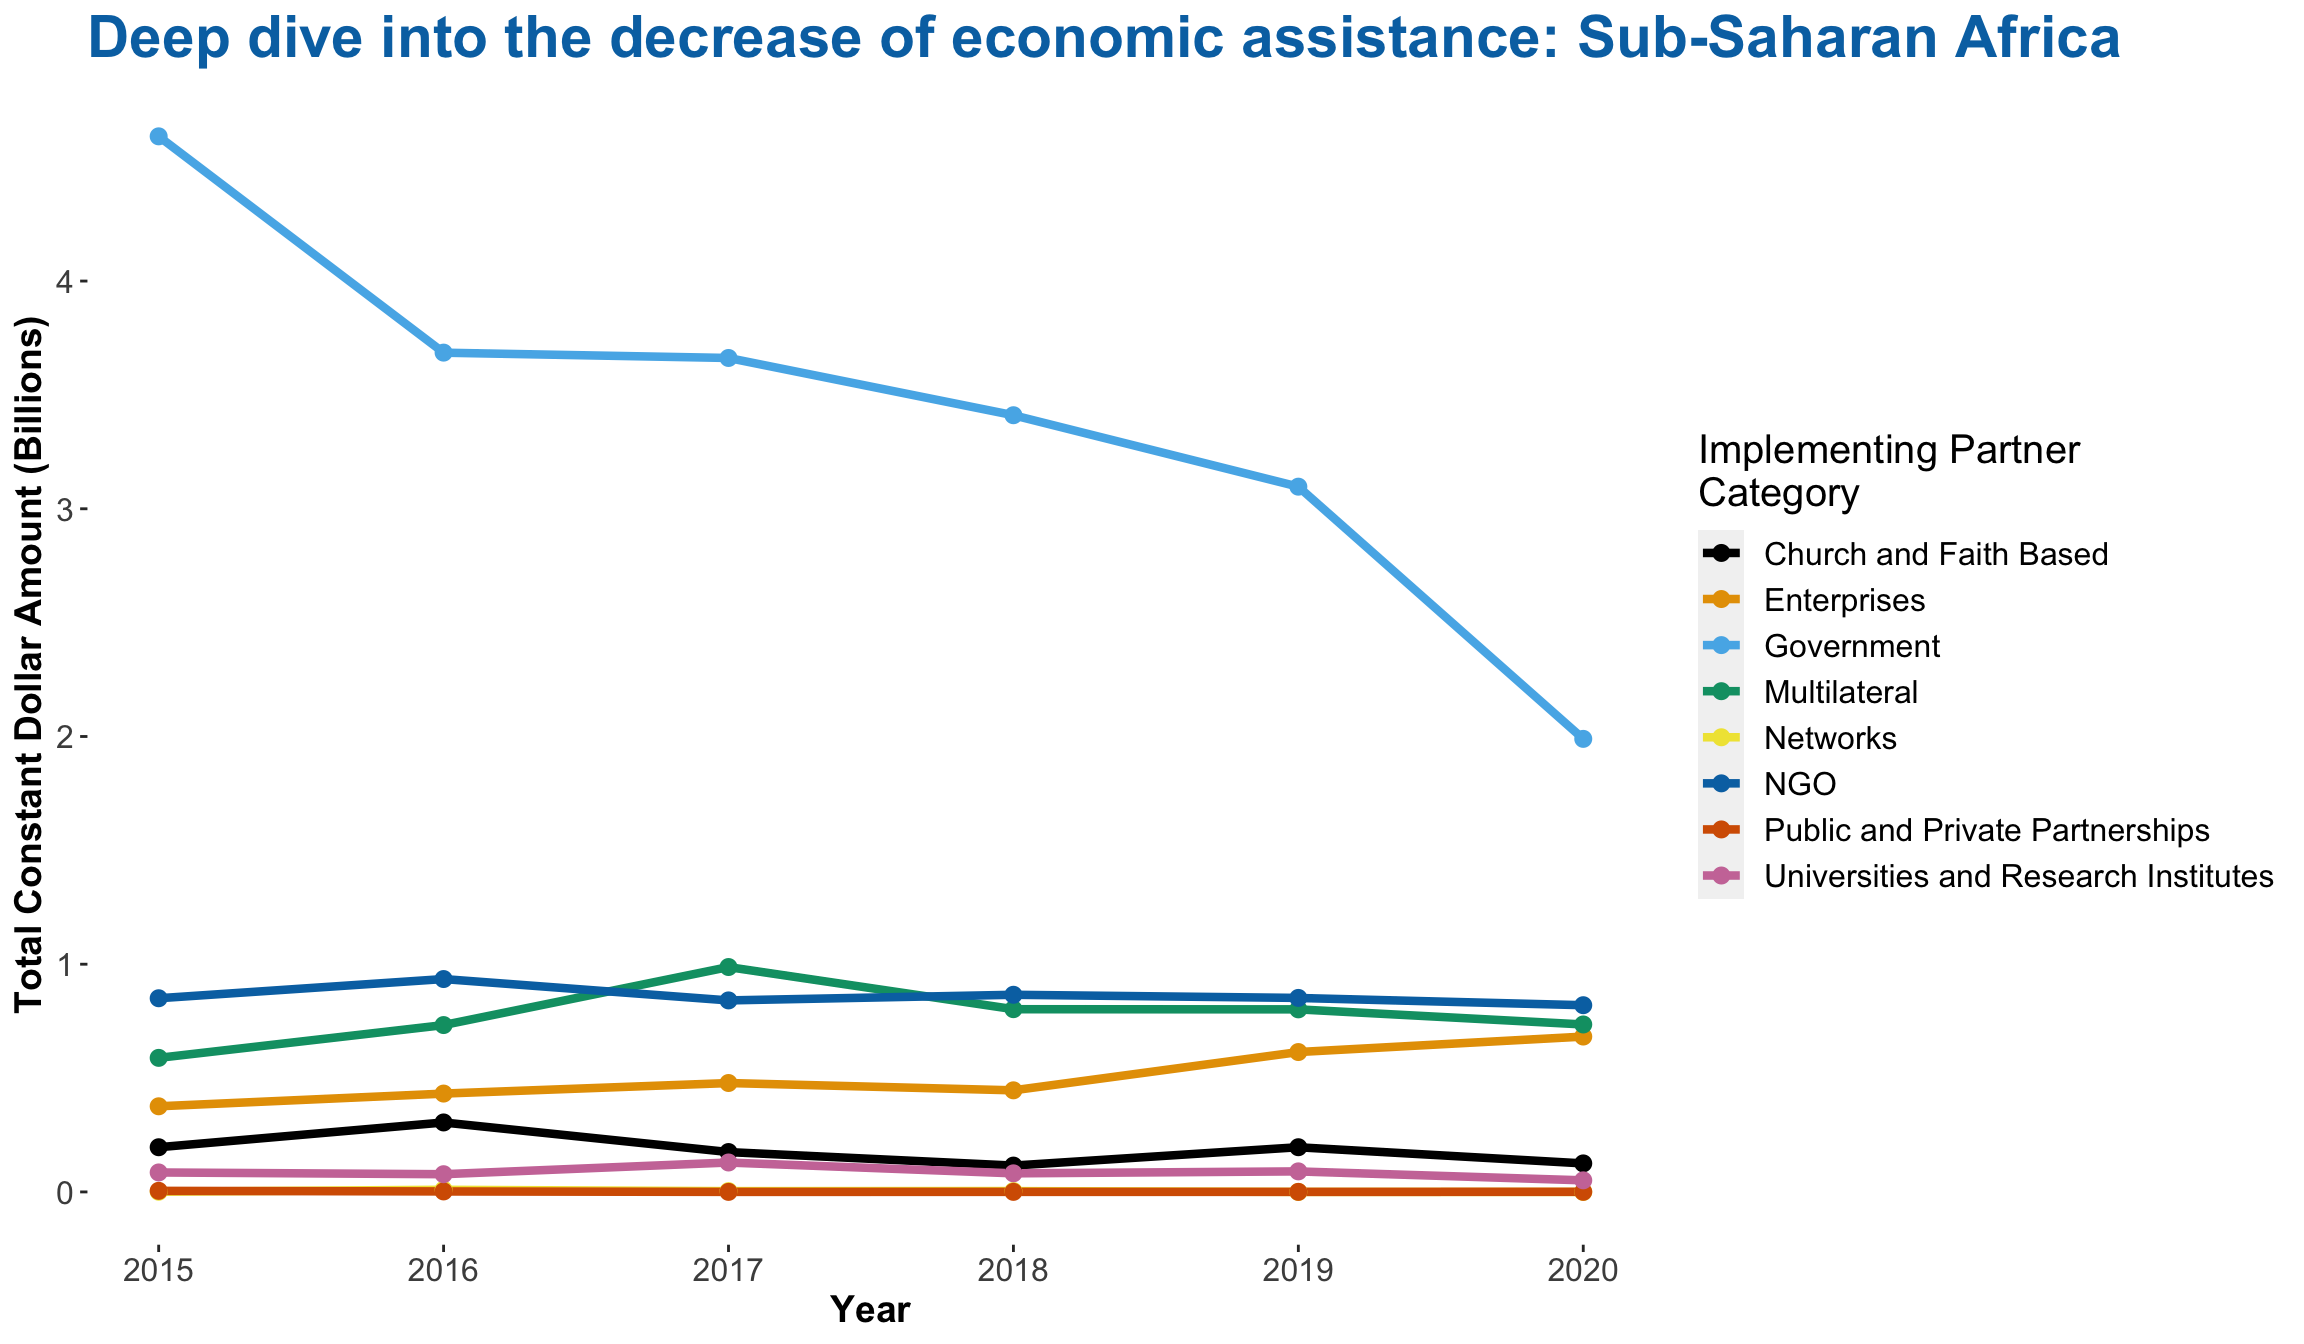 Deep dive into the decrease of economic assistance: Sub-Saharan Africa
Total Constant Dollar Amount (Billions)
4
3
2
1
0
2015 2016 2017 2018 2019 2020
Year
Implementing Partner
Category
Church and Faith Based
Enterprises
Government
Multilateral
Networks
NGO
Public and Private Partnerships
Universities and Research Institutes